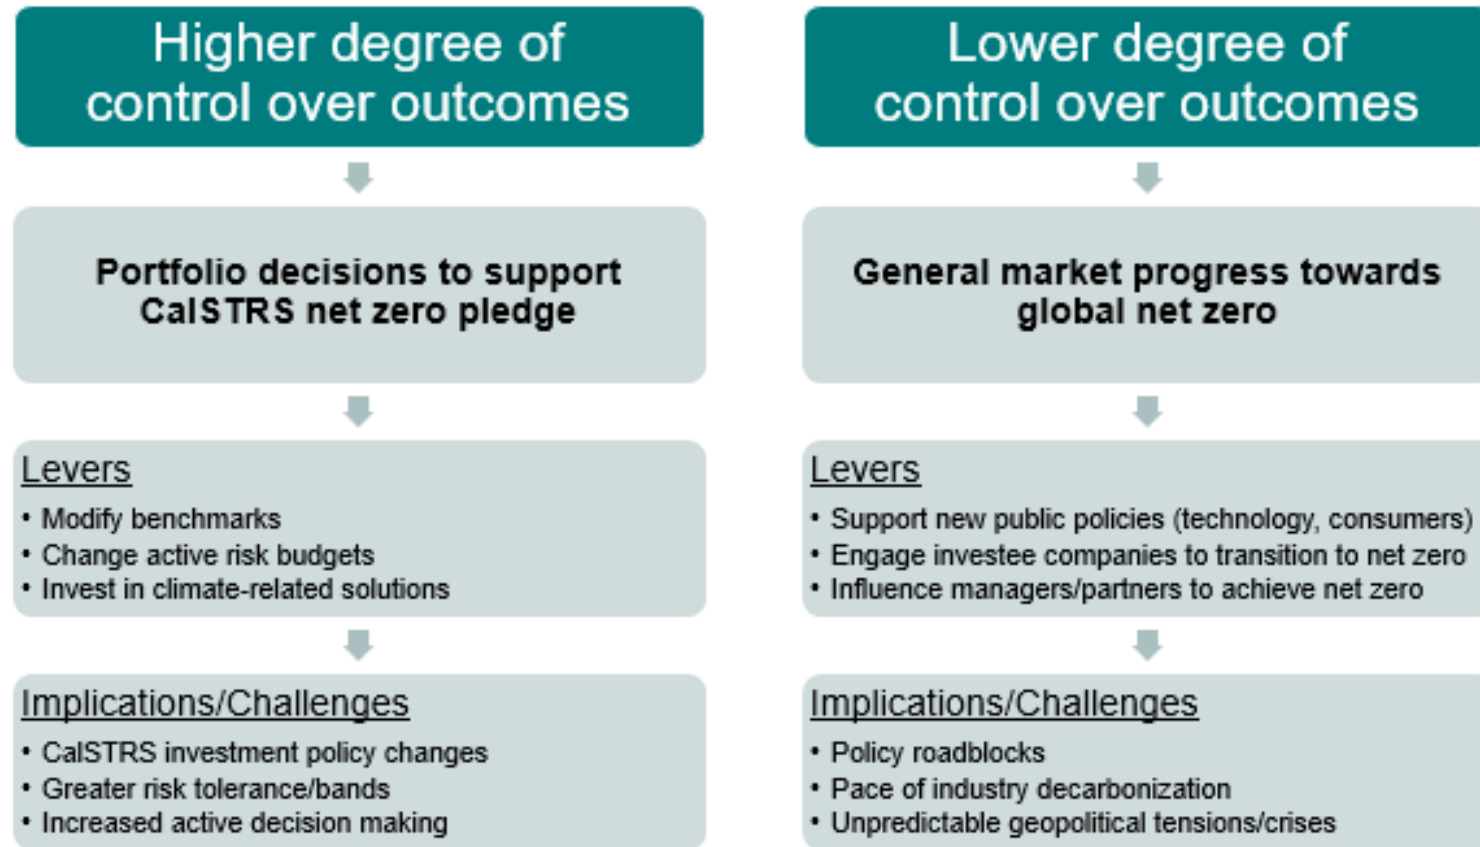 Higher degree of
control over outcomes
Portfolio decisions to support
CalSTRS net zero pledge
Levers
• Modify benchmarks
• Change active risk budgets
• Invest in climate-related solutions
Implications/Challenges
• CalSTRS investment policy changes
• Greater risk tolerance/bands
• Increased active decision making
Lower degree of
control over outcomes
General market progress towards
global net zero
Levers
• Support new public policies (technology, consumers)
• Engage investee companies to transition to net zero
• Influence managers/partners to achieve net zero
Implications/Challenges
• Policy roadblocks
• Pace of industry decarbonization
• Unpredictable geopolitical tensions/crises